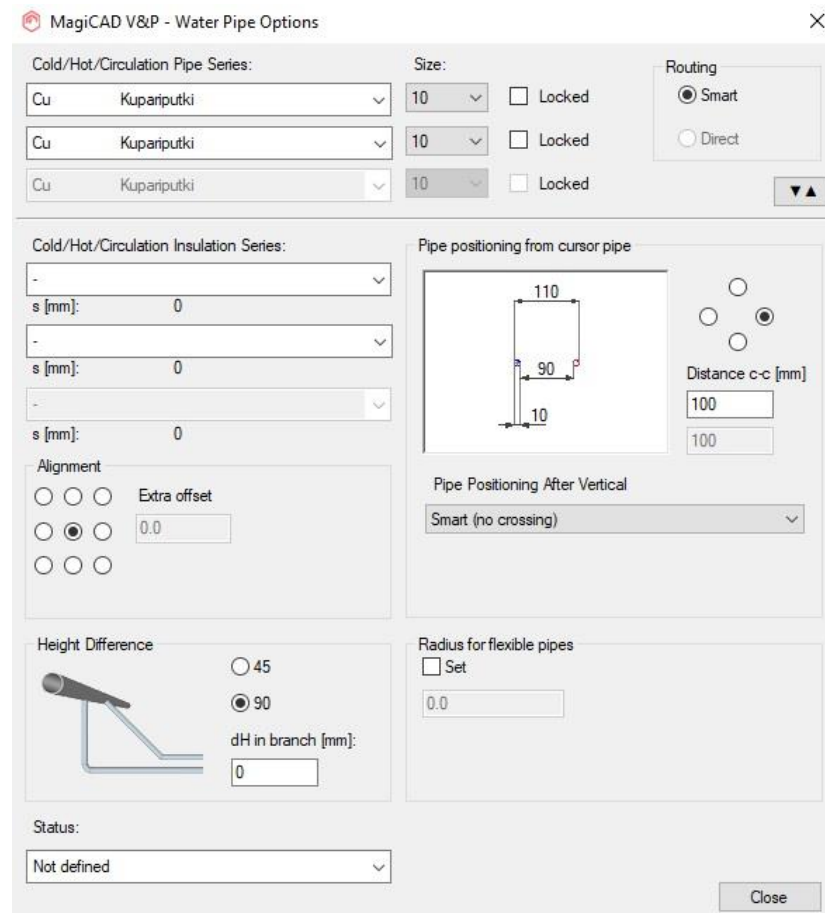 MagiCAD V&P - Water Pipe Options
Cold/Hot/Circulation Pipe Series:
Size:
Routing
Cu Kupariputki
10
Locked
Smart
Cu Kupariputki
10
Locked
Direct
Cu Kupariputki
10
Locked
Cold/Hot/Circulation Insulation Series:
-
s [mm]: 0
-
s [mm]: 0
-
s [mm]: 0
Pipe positioning from cursor pipe
110
90
10
Distance c-c [mm]
100
100
Pipe Positioning After Vertical
Smart (no crossing)
Alignment
Extra offset
0.0
Height Difference
45
90
dH in branch [mm]:
0
Radius for flexible pipes
Set
0.0
Status:
Not defined
Close